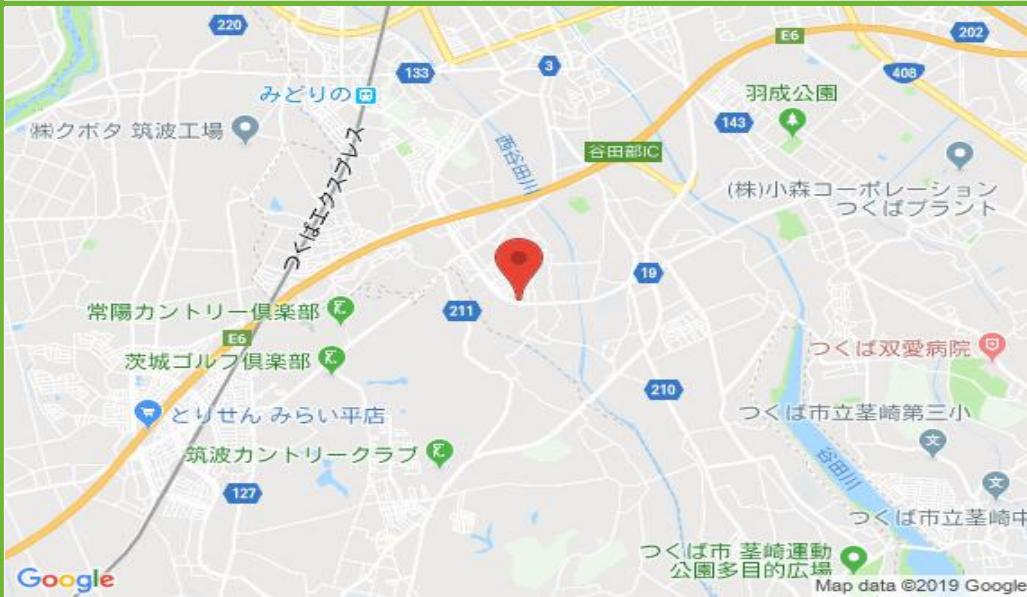 220
E6
202
133
3
408
みどりの
羽成公園
㈱クボタ 筑波工場
143
西谷田川
谷田部IC
(株)小森コーポレーション
つくばプラント
つくばエクスプレス
19
常陽カントリー倶楽部
211
E6
茨城ゴルフ倶楽部
つくば双愛病院
210
とりせん みらい平店
つくば市立茎崎第三小
筑波カントリークラブ
谷田川
127
つくば市立茎崎中
つくば市 茎崎運動
公園多目的広場
Google
Map data ©2019 Google